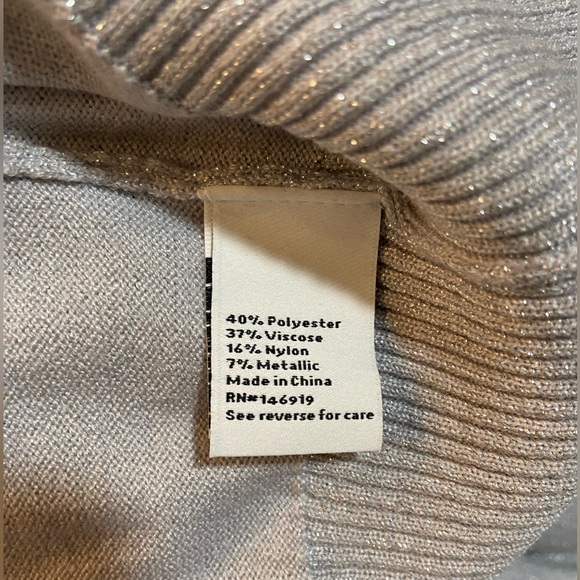 40% Polyester
37% Viscose
16% Nylon
7% Metallic
Made in China
RN#146919
See reverse for care